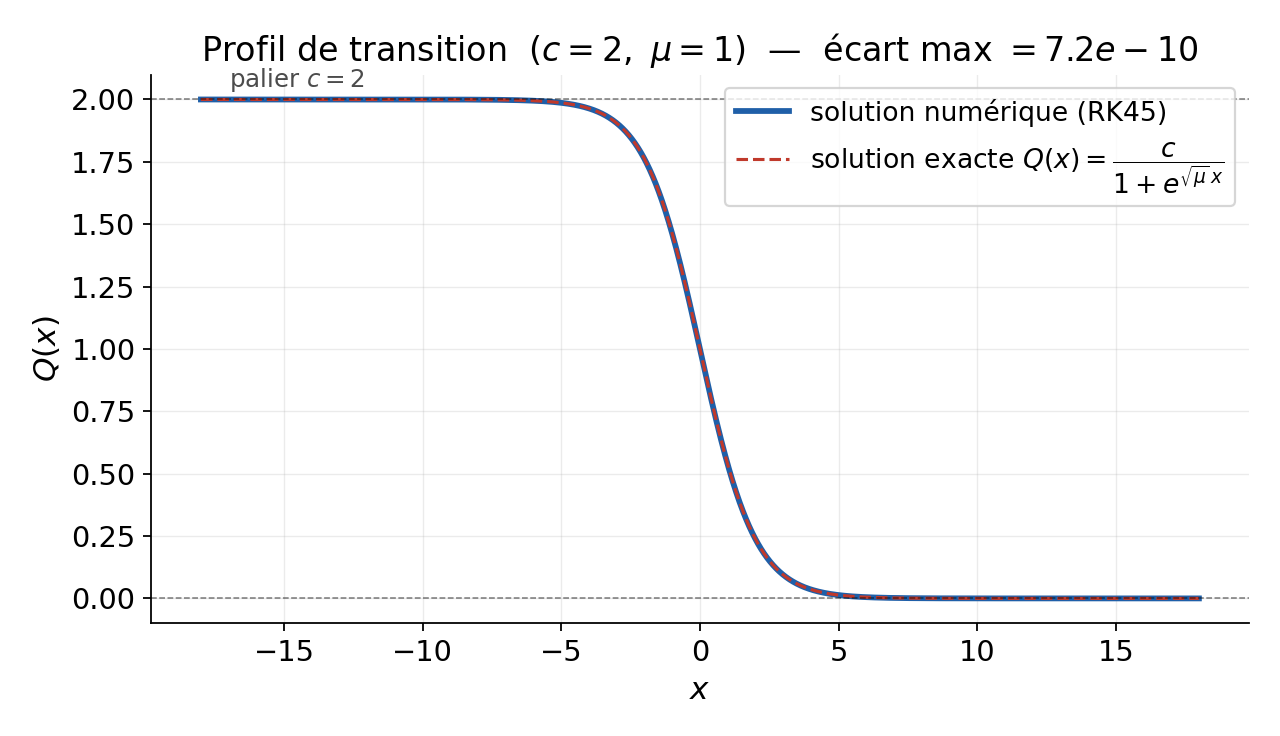 Profil de transition (c = 2, μ = 1) — écart max = 7.2e − 10
palier c = 2
solution numérique (RK45)
solution exacte Q(x) = c / (1 + e^{√μ x})
2.00
1.75
1.50
1.25
1.00
0.75
0.50
0.25
0.00
Q(x)
−15
−10
−5
0
5
10
15
x